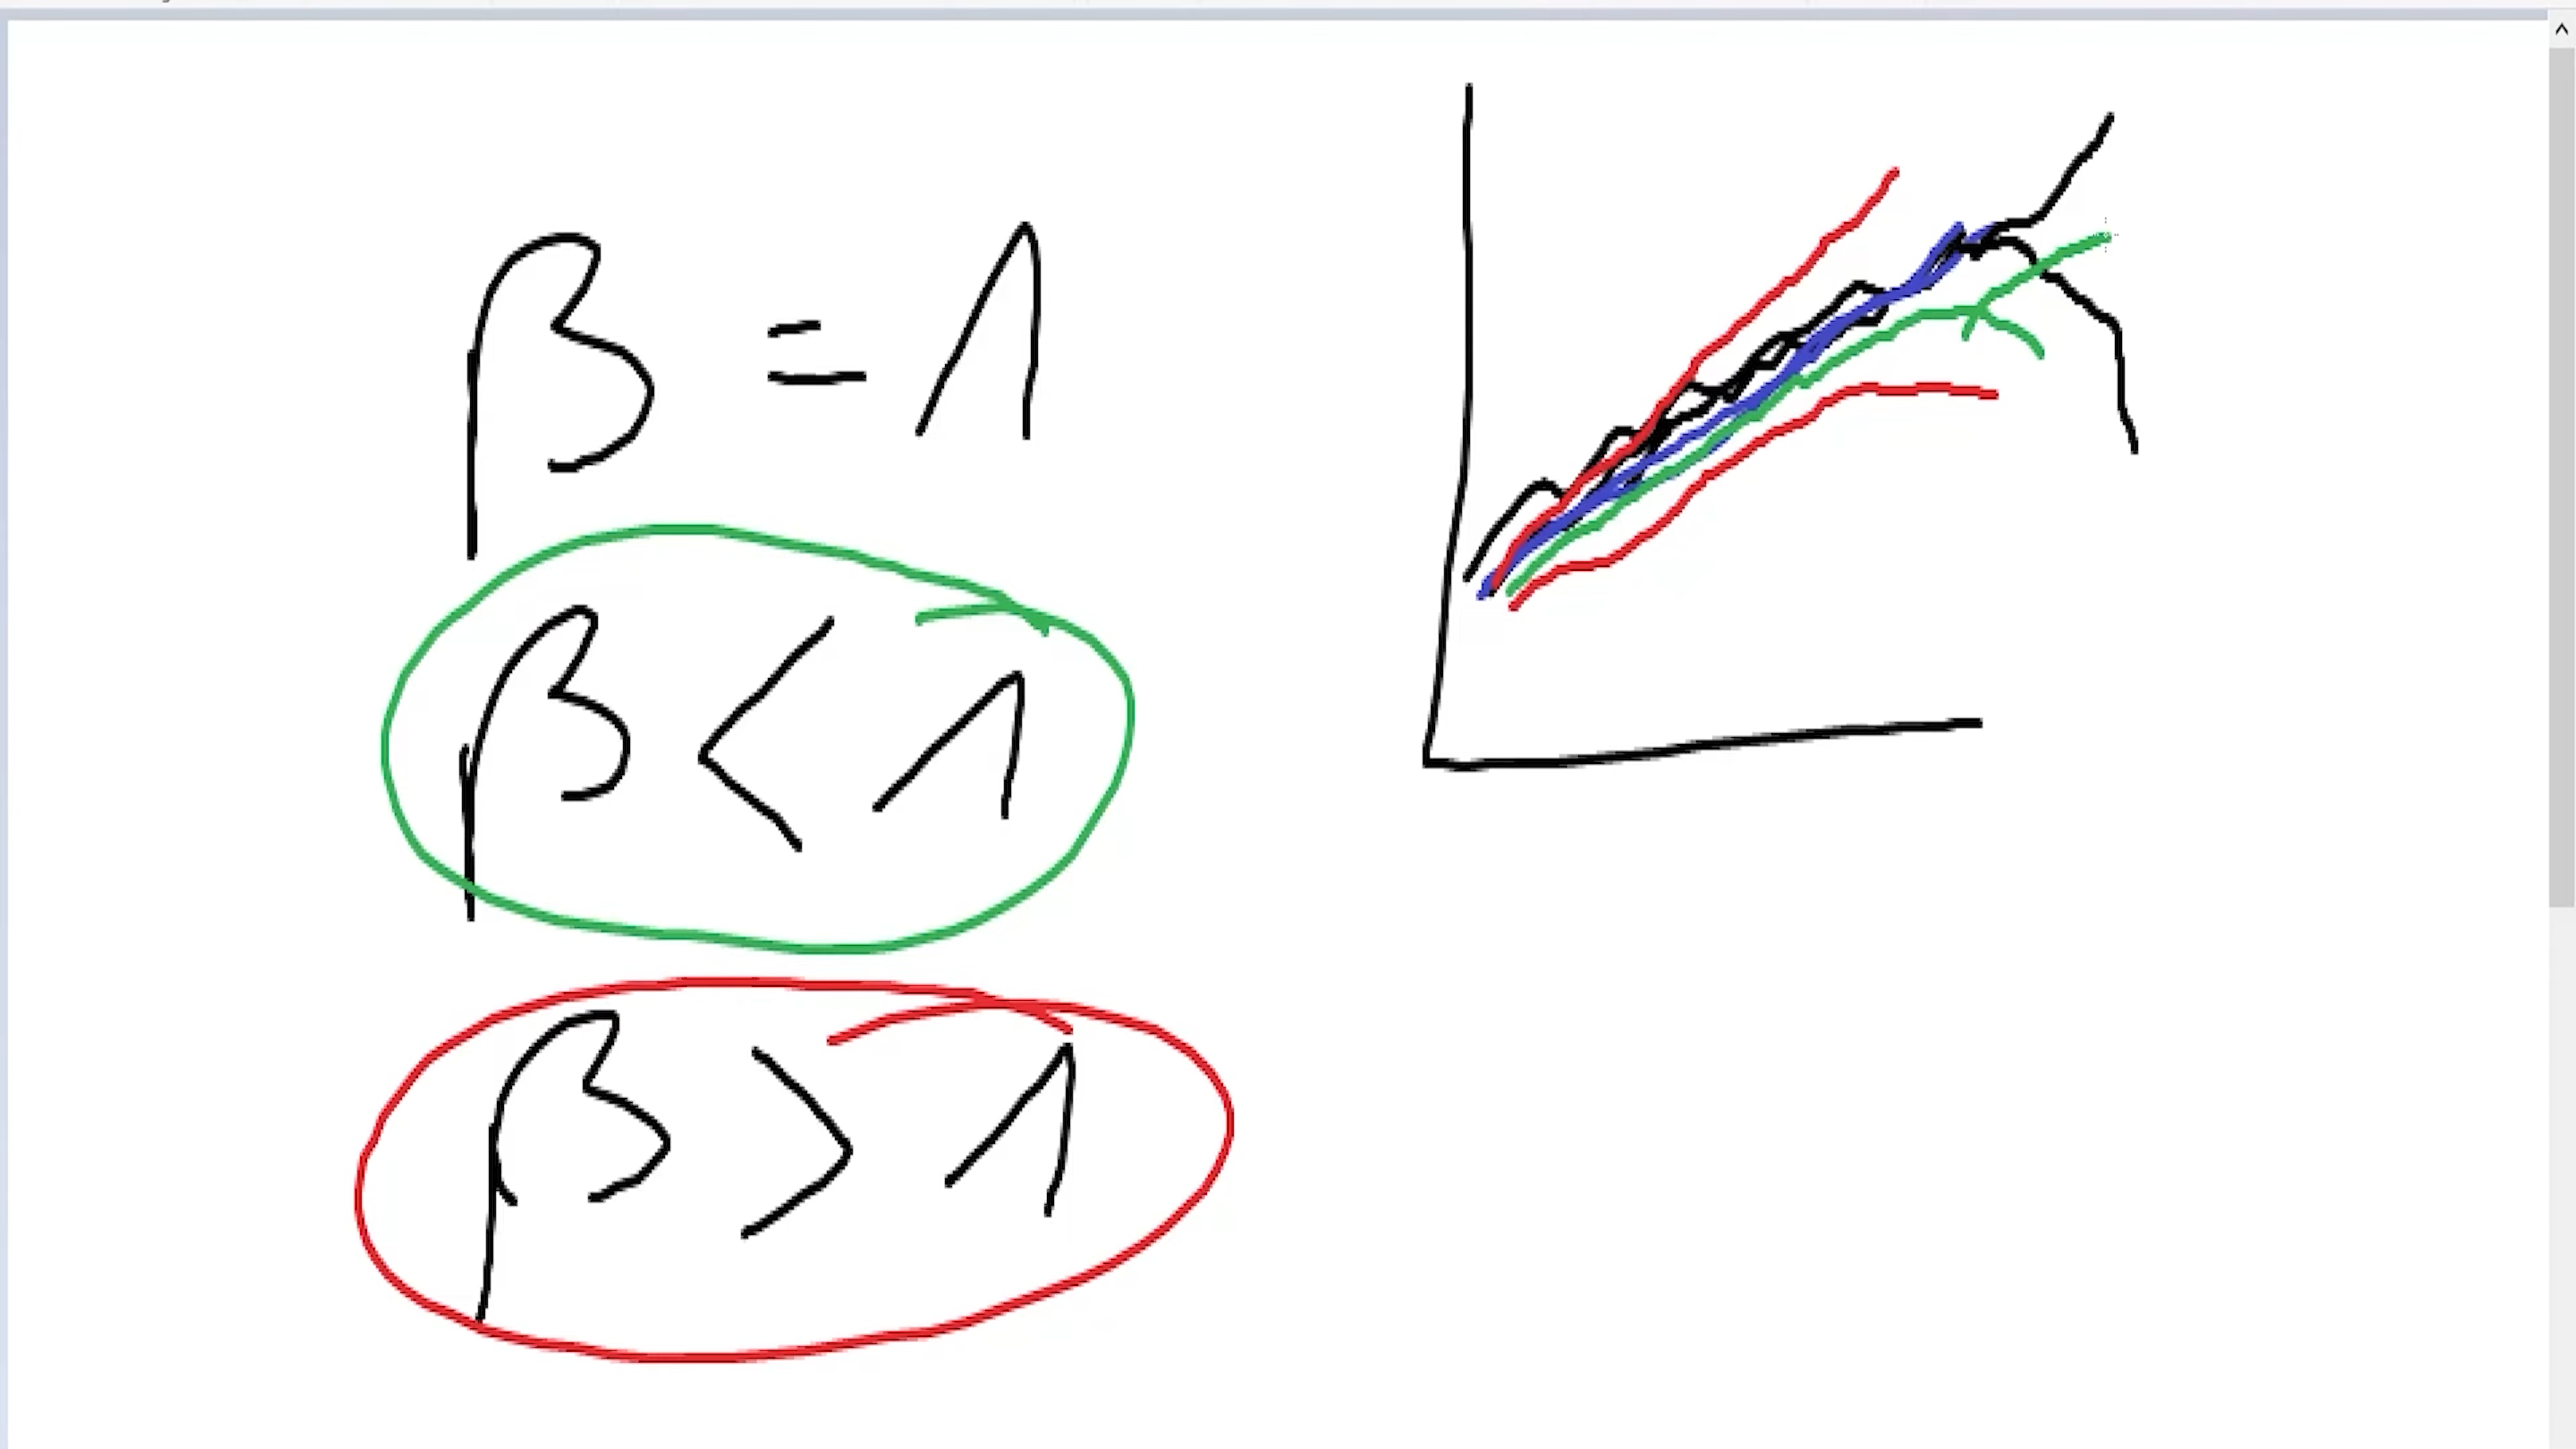 β = 1
β < 1
β > 1